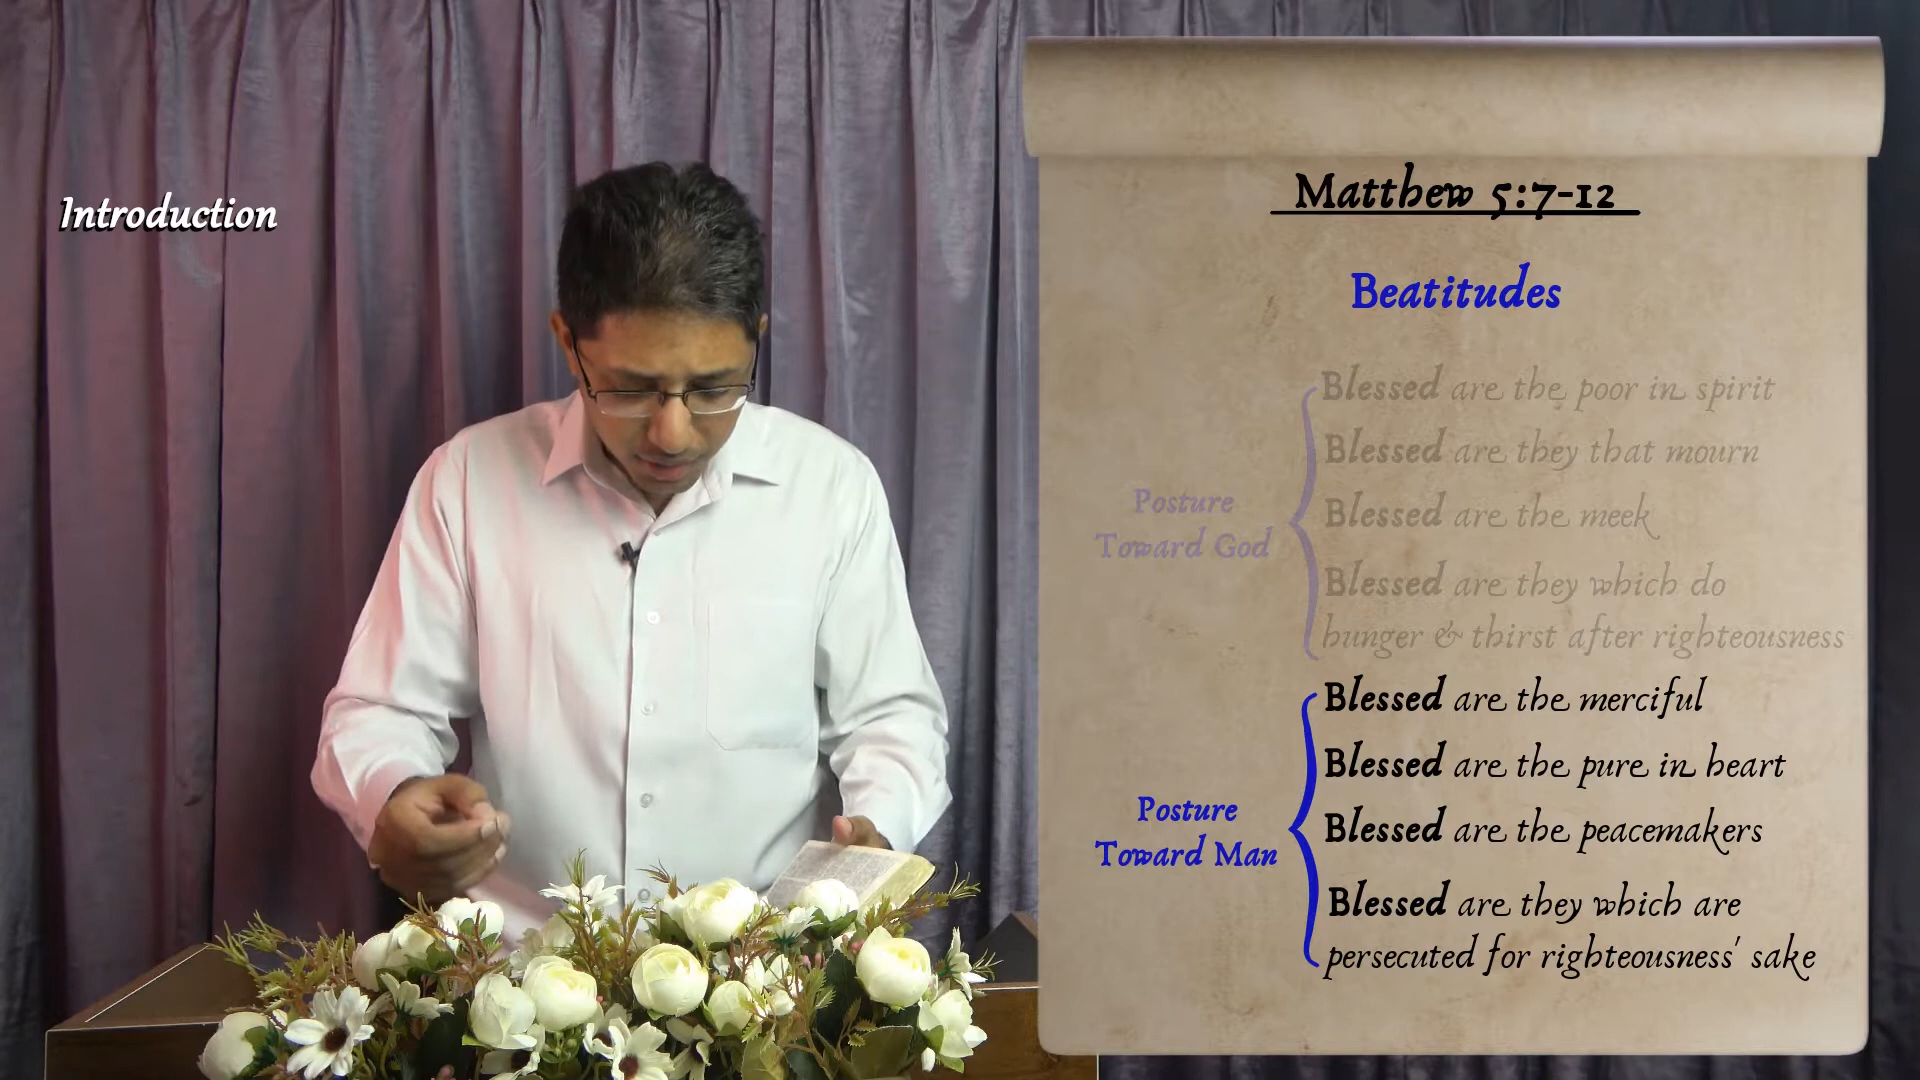 Introduction
Matthew 5:7-12
Beatitudes
Posture
Toward God
Blessed are the poor in spirit
Blessed are they that mourn
Blessed are the meek
Blessed are they which do
hunger & thirst after righteousness
Posture
Toward Man
Blessed are the merciful
Blessed are the pure in heart
Blessed are the peacemakers
Blessed are they which are
persecuted for righteousness' sake